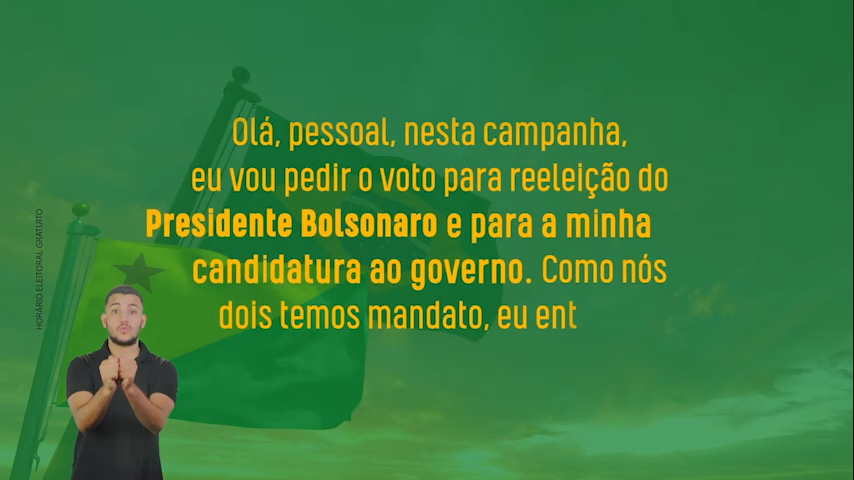 Olá, pessoal, nesta campanha,
eu vou pedir o voto para reeleição do
Presidente Bolsonaro e para a minha
candidatura ao governo. Como nós
dois temos mandato, eu ent
HORÁRIO ELEITORAL GRATUITO